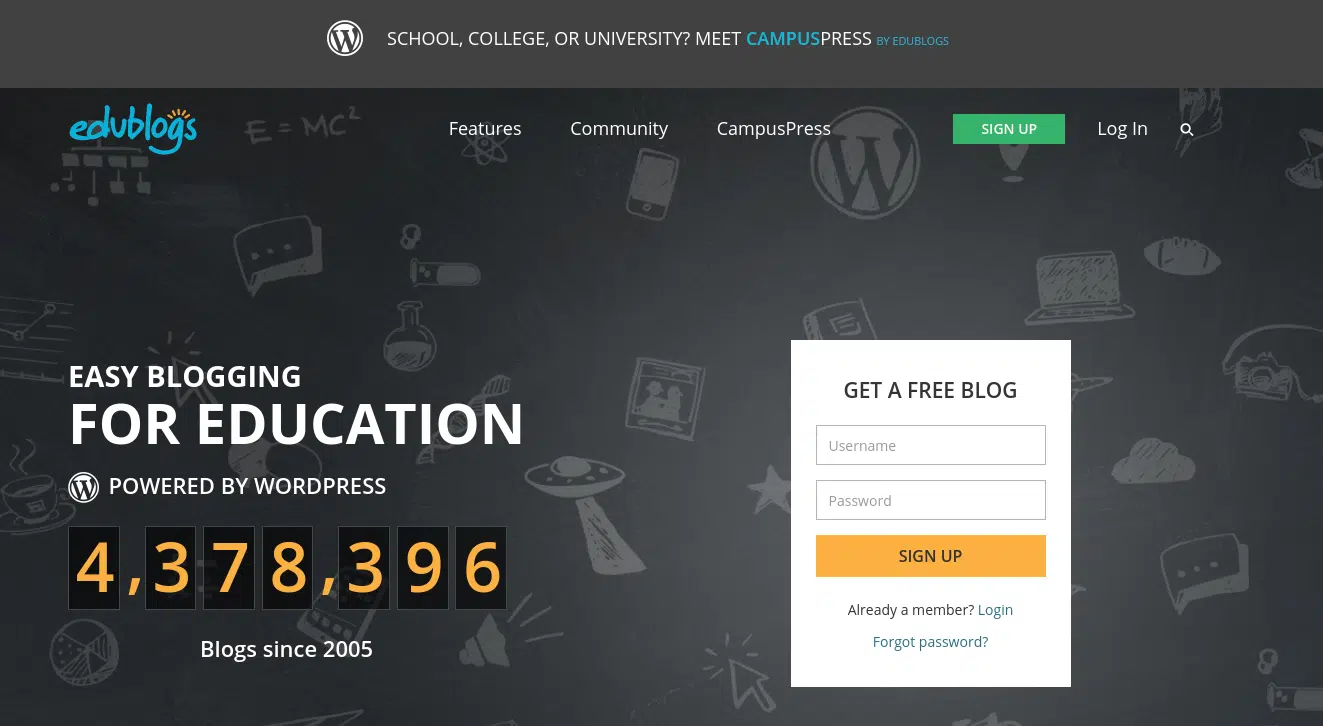 SCHOOL, COLLEGE, OR UNIVERSITY? MEET CAMPUSPRESS BY EDUBLOGS
edublogs
E = MC²
Features
Community
CampusPress
SIGN UP
Log In
EASY BLOGGING
FOR EDUCATION
POWERED BY WORDPRESS
4,378,396
Blogs since 2005
GET A FREE BLOG
Username
Password
SIGN UP
Already a member? Login
Forgot password?